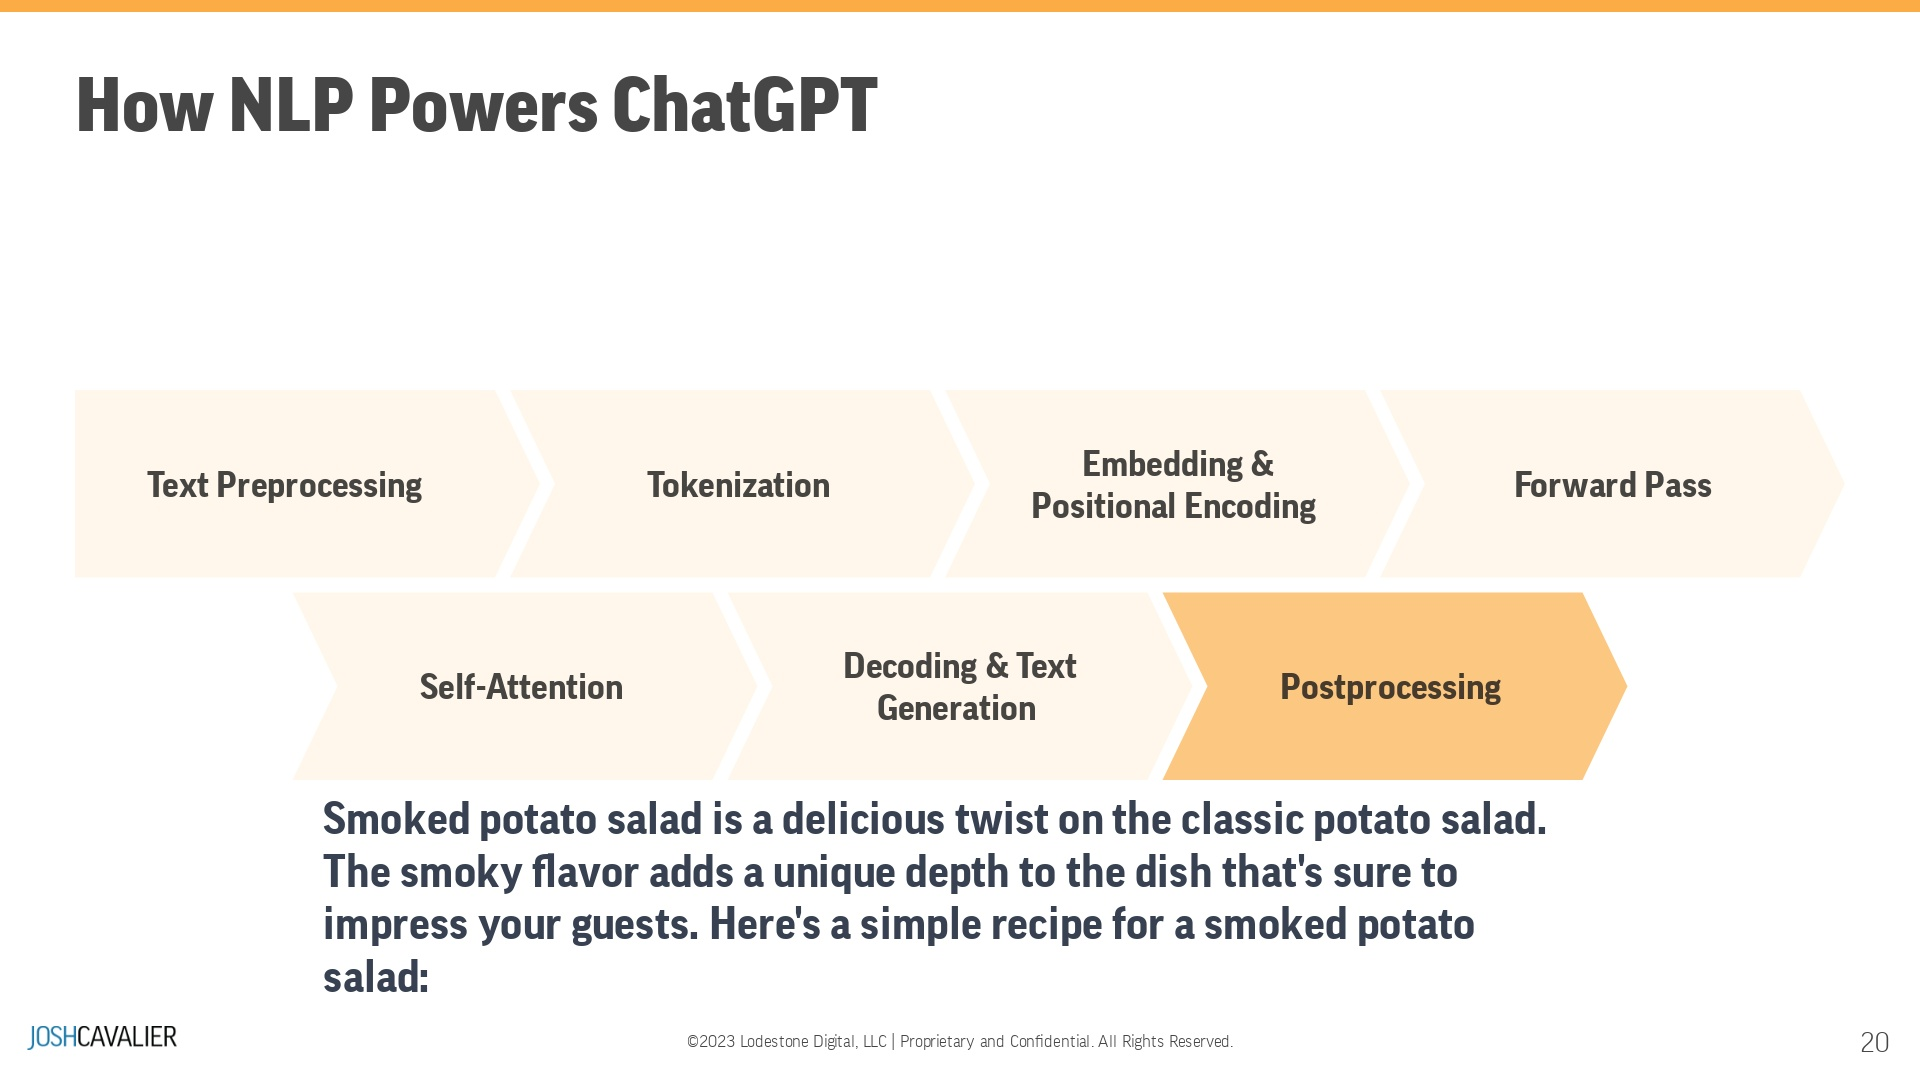 How NLP Powers ChatGPT
Text Preprocessing
Tokenization
Embedding &
Positional Encoding
Forward Pass
Self-Attention
Decoding & Text
Generation
Postprocessing
Smoked potato salad is a delicious twist on the classic potato salad.
The smoky flavor adds a unique depth to the dish that's sure to
impress your guests. Here's a simple recipe for a smoked potato
salad:
JOSHCAVALIER
©2023 Lodestone Digital, LLC | Proprietary and Confidential. All Rights Reserved.
20